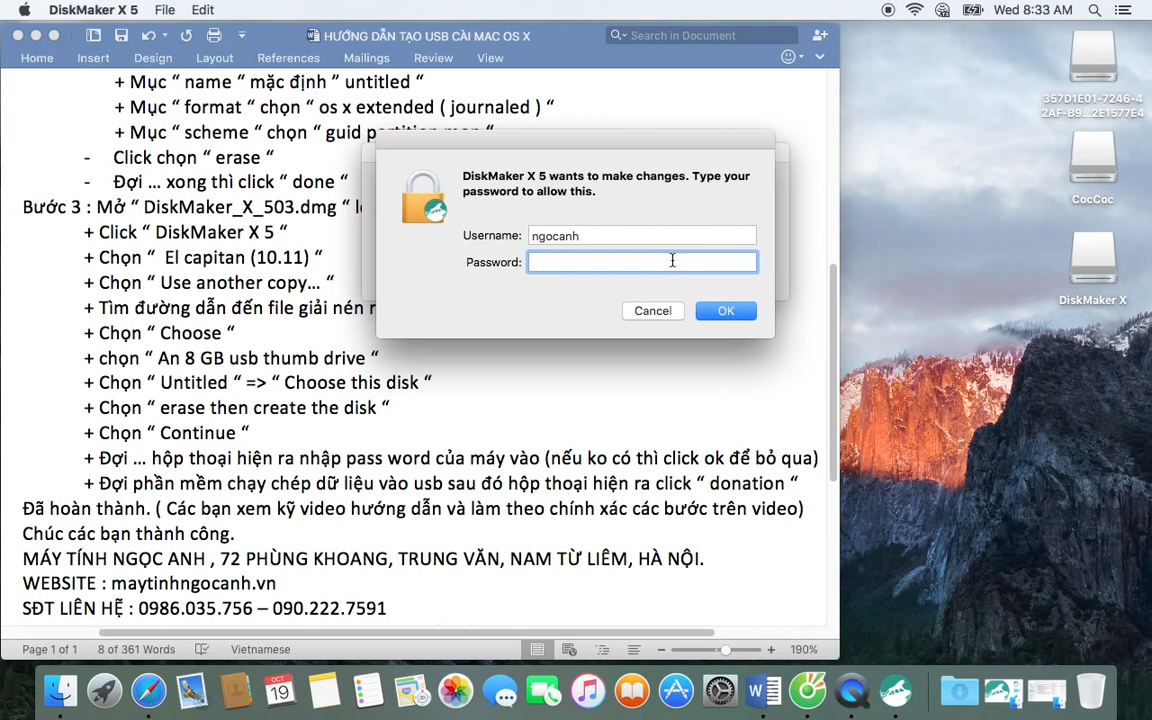 DiskMaker X 5 File Edit Wed 8:33 AM
HƯỚNG DẪN TẠO USB CÀI MAC OS X
Search in Document
Home Insert Design Layout References Mailings Review View
+ Mục “ name “ mặc định ” untitled “
+ Mục “ format “ chọn “ os x extended ( journaled ) “
+ Mục “ scheme “ chọn “ guid
- Click chọn “ erase “
- Đợi … xong thì click “ done “
Bước 3 : Mở “ DiskMaker_X_503.dmg “
+ Click “ DiskMaker X 5 “
+ Chọn “ El capitan (10.11) “
+ Chọn “ Use another copy… “
+ Tìm đường dẫn đến file giải nén
+ Chọn “ Choose “
+ chọn “ An 8 GB usb thumb drive “
+ Chọn “ Untitled “ => “ Choose this disk “
+ Chọn “ erase then create the disk “
+ Chọn “ Continue “
+ Đợi … hộp thoại hiện ra nhập pass word của máy vào (nếu ko có thì click ok để bỏ qua)
+ Đợi phần mềm chạy chép dữ liệu vào usb sau đó hộp thoại hiện ra click “ donation “
Đã hoàn thành. ( Các bạn xem kỹ video hướng dẫn và làm theo chính xác các bước trên video)
Chúc các bạn thành công.
MÁY TÍNH NGỌC ANH , 72 PHÙNG KHOANG, TRUNG VĂN, NAM TỪ LIÊM, HÀ NỘI.
WEBSITE : maytinhngocanh.vn
SĐT LIÊN HỆ : 0986.035.756 – 090.222.7591
Page 1 of 1 8 of 361 Words Vietnamese 190%
DiskMaker X 5 wants to make changes. Type your
password to allow this.
Username: ngocanh
Password:
Cancel OK
357D1E01-7246-4
2AF-B9...2E1577E4
CocCoc
DiskMaker X
OCT
19